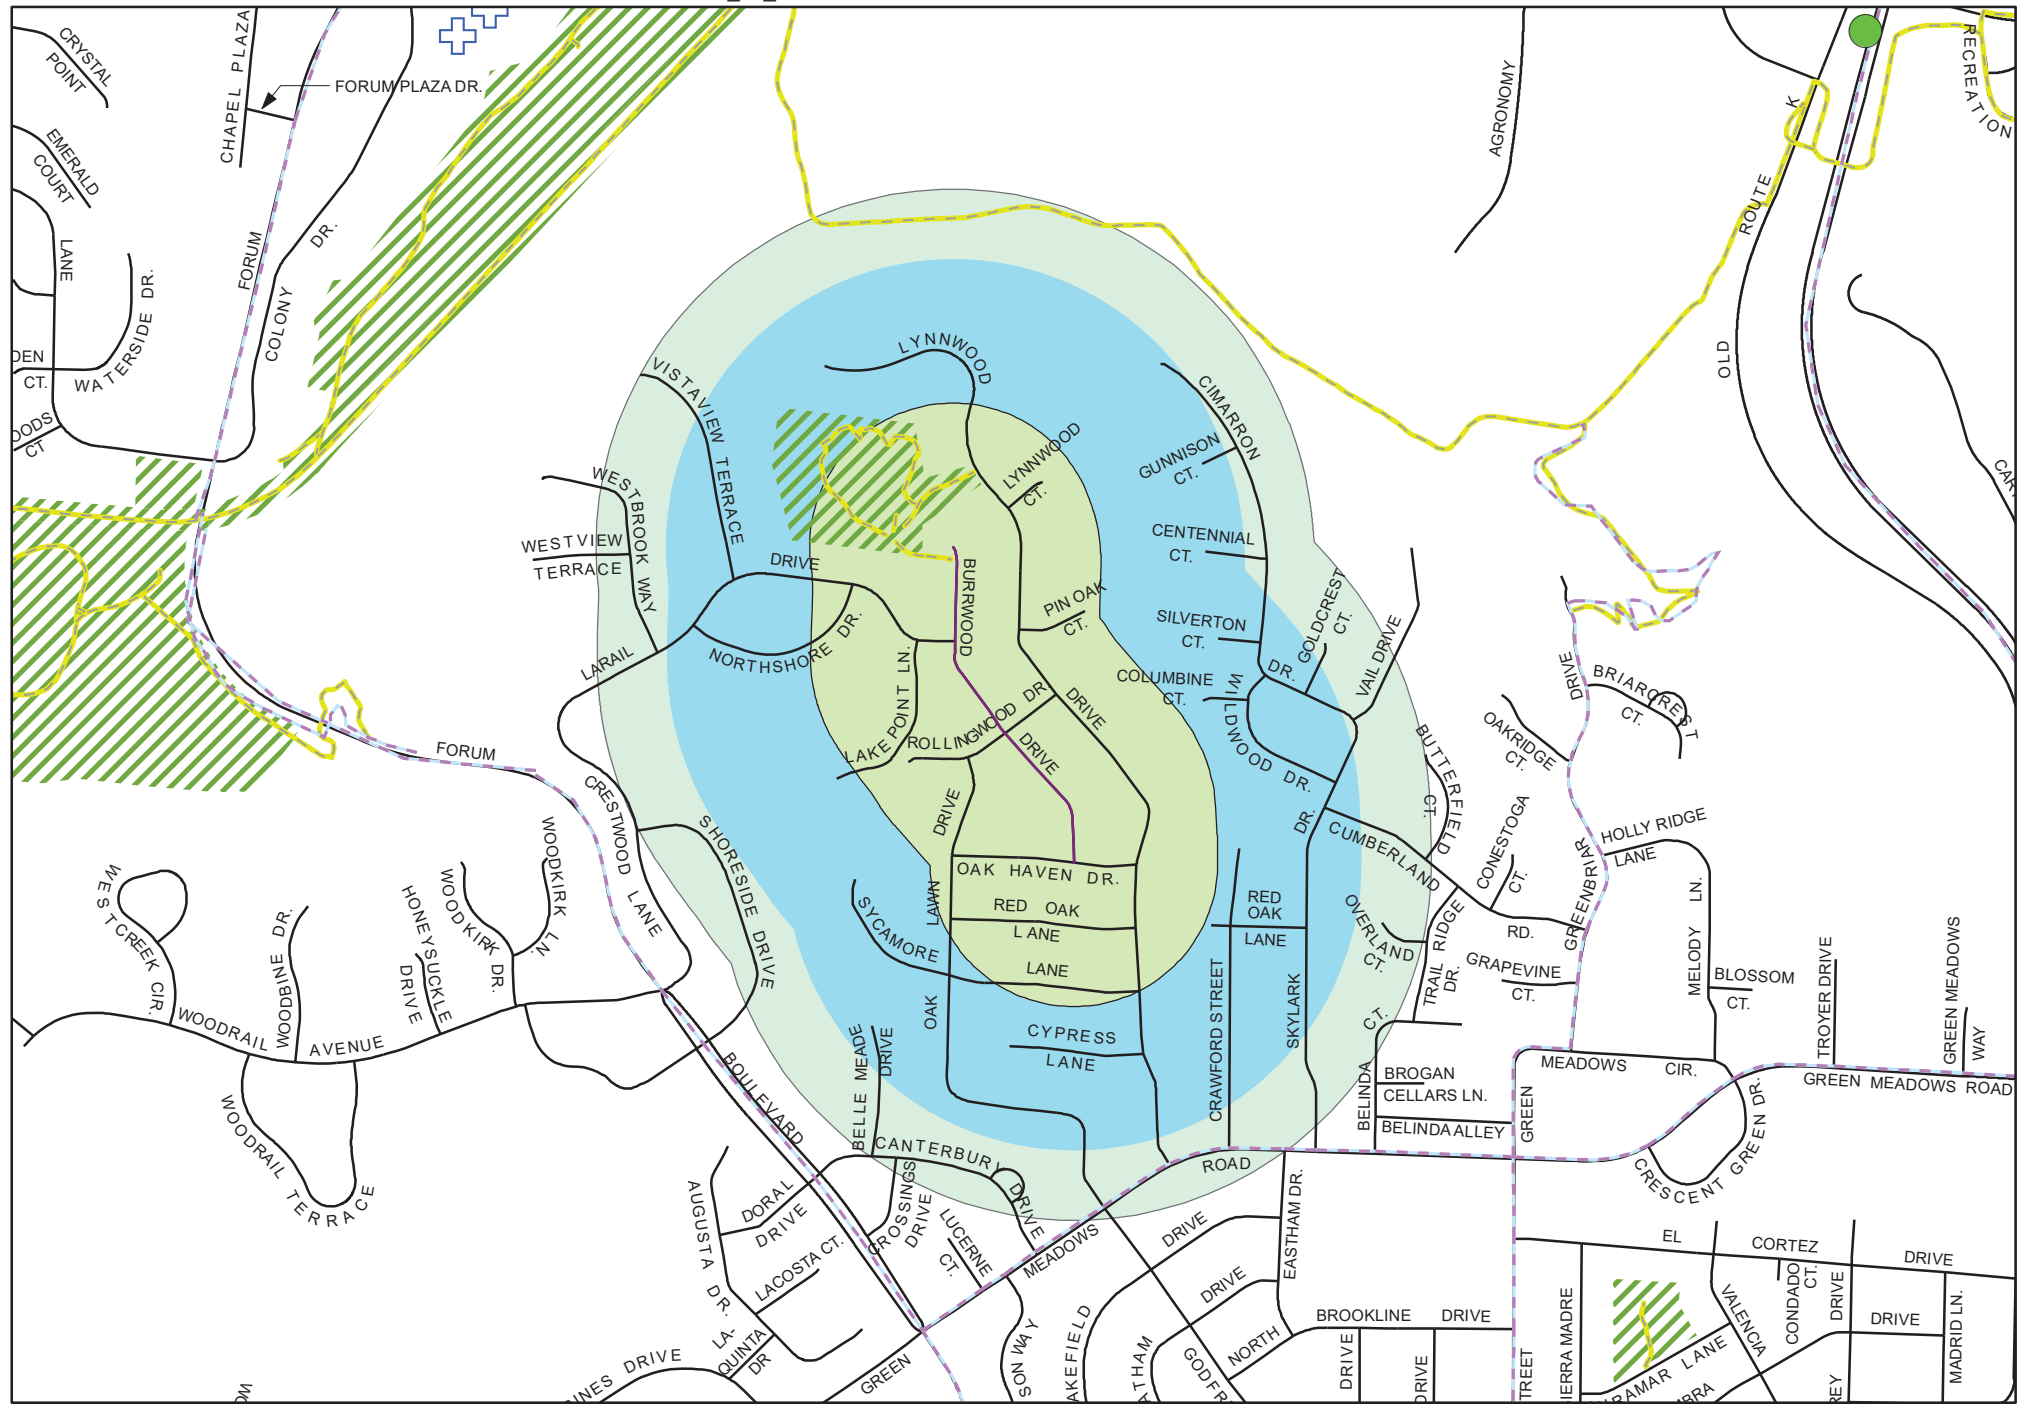 CRYSTAL
POINT
CHAPEL PLAZA
FORUM PLAZA DR.
EMERALD
COURT
LANE
WATERSIDE DR.
CT.
CT
FORUM
COLONY
DR.
AGRONOMY
RECREATION
OLD
ROUTE
K
LYNNWOOD
VISTAVIEW TERRACE
CIMARRON
GUNNISON
CT.
LYNNWOOD
CT.
WESTBROOK WAY
WESTVIEW
TERRACE
CENTENNIAL
CT.
DRIVE
BURRWOOD
DRIVE
PIN OAK
CT.
SILVERTON
CT.
GOLDCREST
CT.
VAIL DRIVE
LARAIL
NORTHSHORE
DR.
COLUMBINE
CT.
WILDWOOD DR.
DR.
LAKE POINT LN.
ROLLINGWOOD DR
DRIVE
DRIVE
BRIARCREST
CT.
OAKRIDGE
CT.
BUTTERFIELD
CT.
FORUM
CRESTWOOD
LANE
SHORESIDE DRIVE
OAK
LAWN
DRIVE
OAK HAVEN DR.
RED OAK
LANE
SYCAMORE
LANE
CYPRESS
LANE
DR.
CUMBERLAND
RD.
CONESTOGA
CT.
GREENBRIAR
HOLLY RIDGE
LANE
RED
OAK
LANE
OVERLAND
CT.
TRAIL RIDGE
DR.
GRAPEVINE
CT.
MELODY LN.
BLOSSOM
CT.
TROYER DRIVE
GREEN MEADOWS
WAY
WESTCREEK CIR.
WOODBINE DR.
HONEYSUCKLE
DRIVE
WOODKIRK DR.
WOODKIRK
LN.
WOODRAIL
AVENUE
WOODRAIL TERRACE
BOULEVARD
BELLE MEADE
DRIVE
CRAWFORD STREET
SKYLARK
BELINDA
CT.
BROGAN
CELLARS LN.
BELINDA ALLEY
GREEN
MEADOWS
CIR.
GREEN MEADOWS ROAD
CRESCENT GREEN DR.
CANTERBURY
DRIVE
ROAD
AUGUSTA DR.
DORAL
DRIVE
LACOSTA CT.
CROSSINGS
DRIVE
LUCERNE
CT.
MEADOWS
DRIVE
EASTHAM DR.
EL
CORTEZ
DRIVE
CONDADO
CT.
DRIVE
DRIVE
MADRID LN.
VALENCIA
LANE
DRIVE
NORTH
BROOKLINE
DRIVE
DRIVE
DRIVE
LA-
QUINTA
DR
DRIVE
GREEN